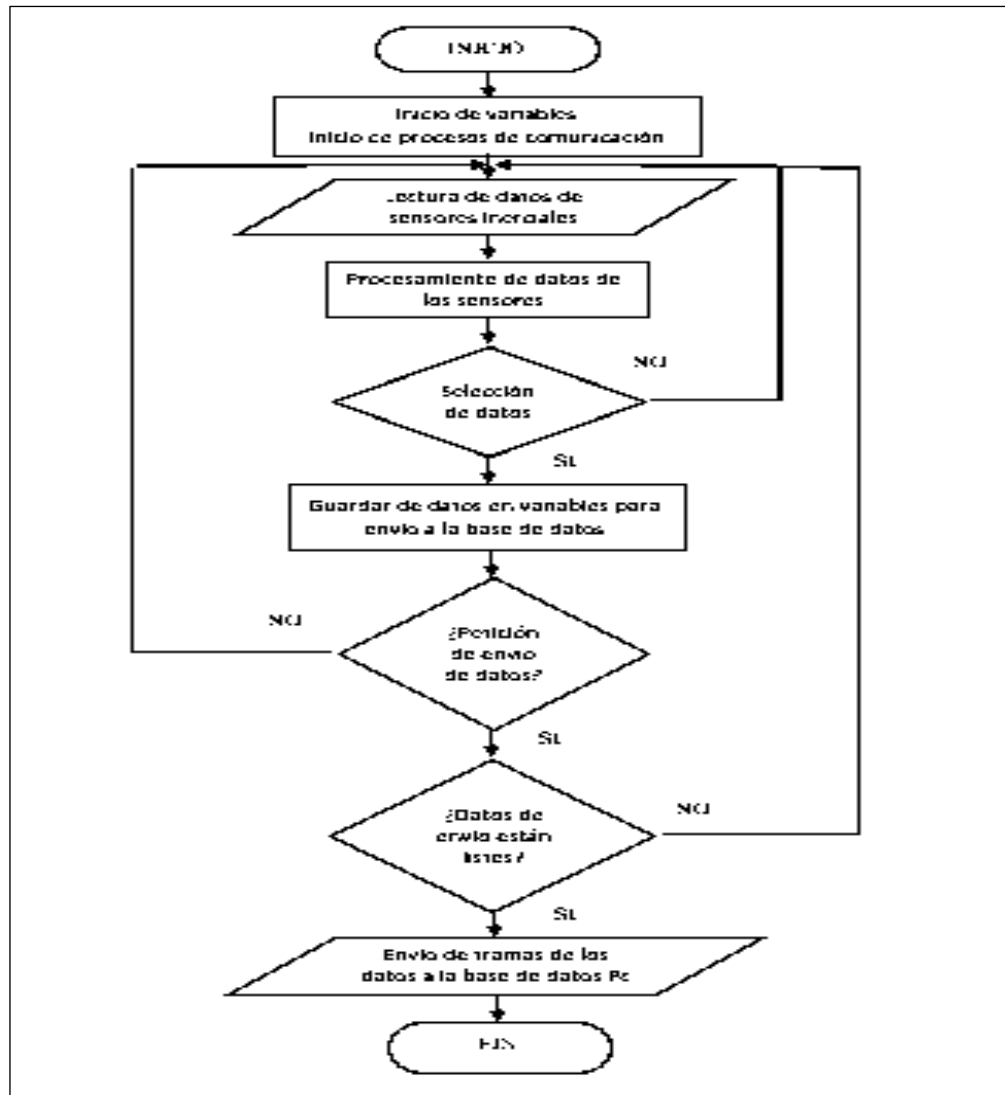 INICIO
Inicio de variables
Inicio de procesos de comunicación
Lectura de datos de
sensores inerciales
Procesamiento de datos de
los sensores
NO
Selección
de datos
SI
Guardar de datos en variables para
envío a la base de datos
NO
¿Petición
de envío
de datos?
SI
¿Datos de
envío están
listos?
NO
SI
Envío de tramas de los
datos a la base de datos Pc
FIN